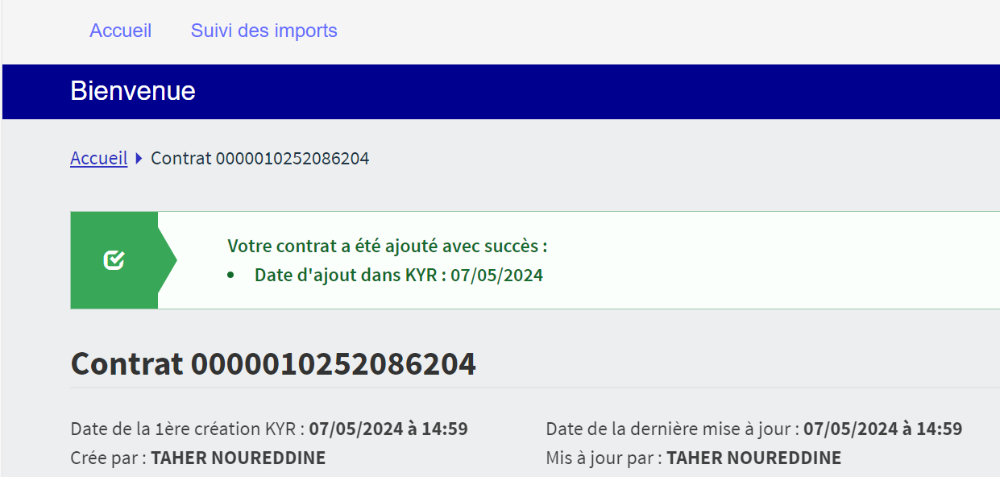 Accueil Suivi des imports
Bienvenue
Accueil Contrat 0000010252086204
Votre contrat a été ajouté avec succès :
• Date d'ajout dans KYR : 07/05/2024
Contrat 0000010252086204
Date de la 1ère création KYR : 07/05/2024 à 14:59 Date de la dernière mise à jour : 07/05/2024 à 14:59
Crée par : TAHER NOUREDDINE Mis à jour par : TAHER NOUREDDINE